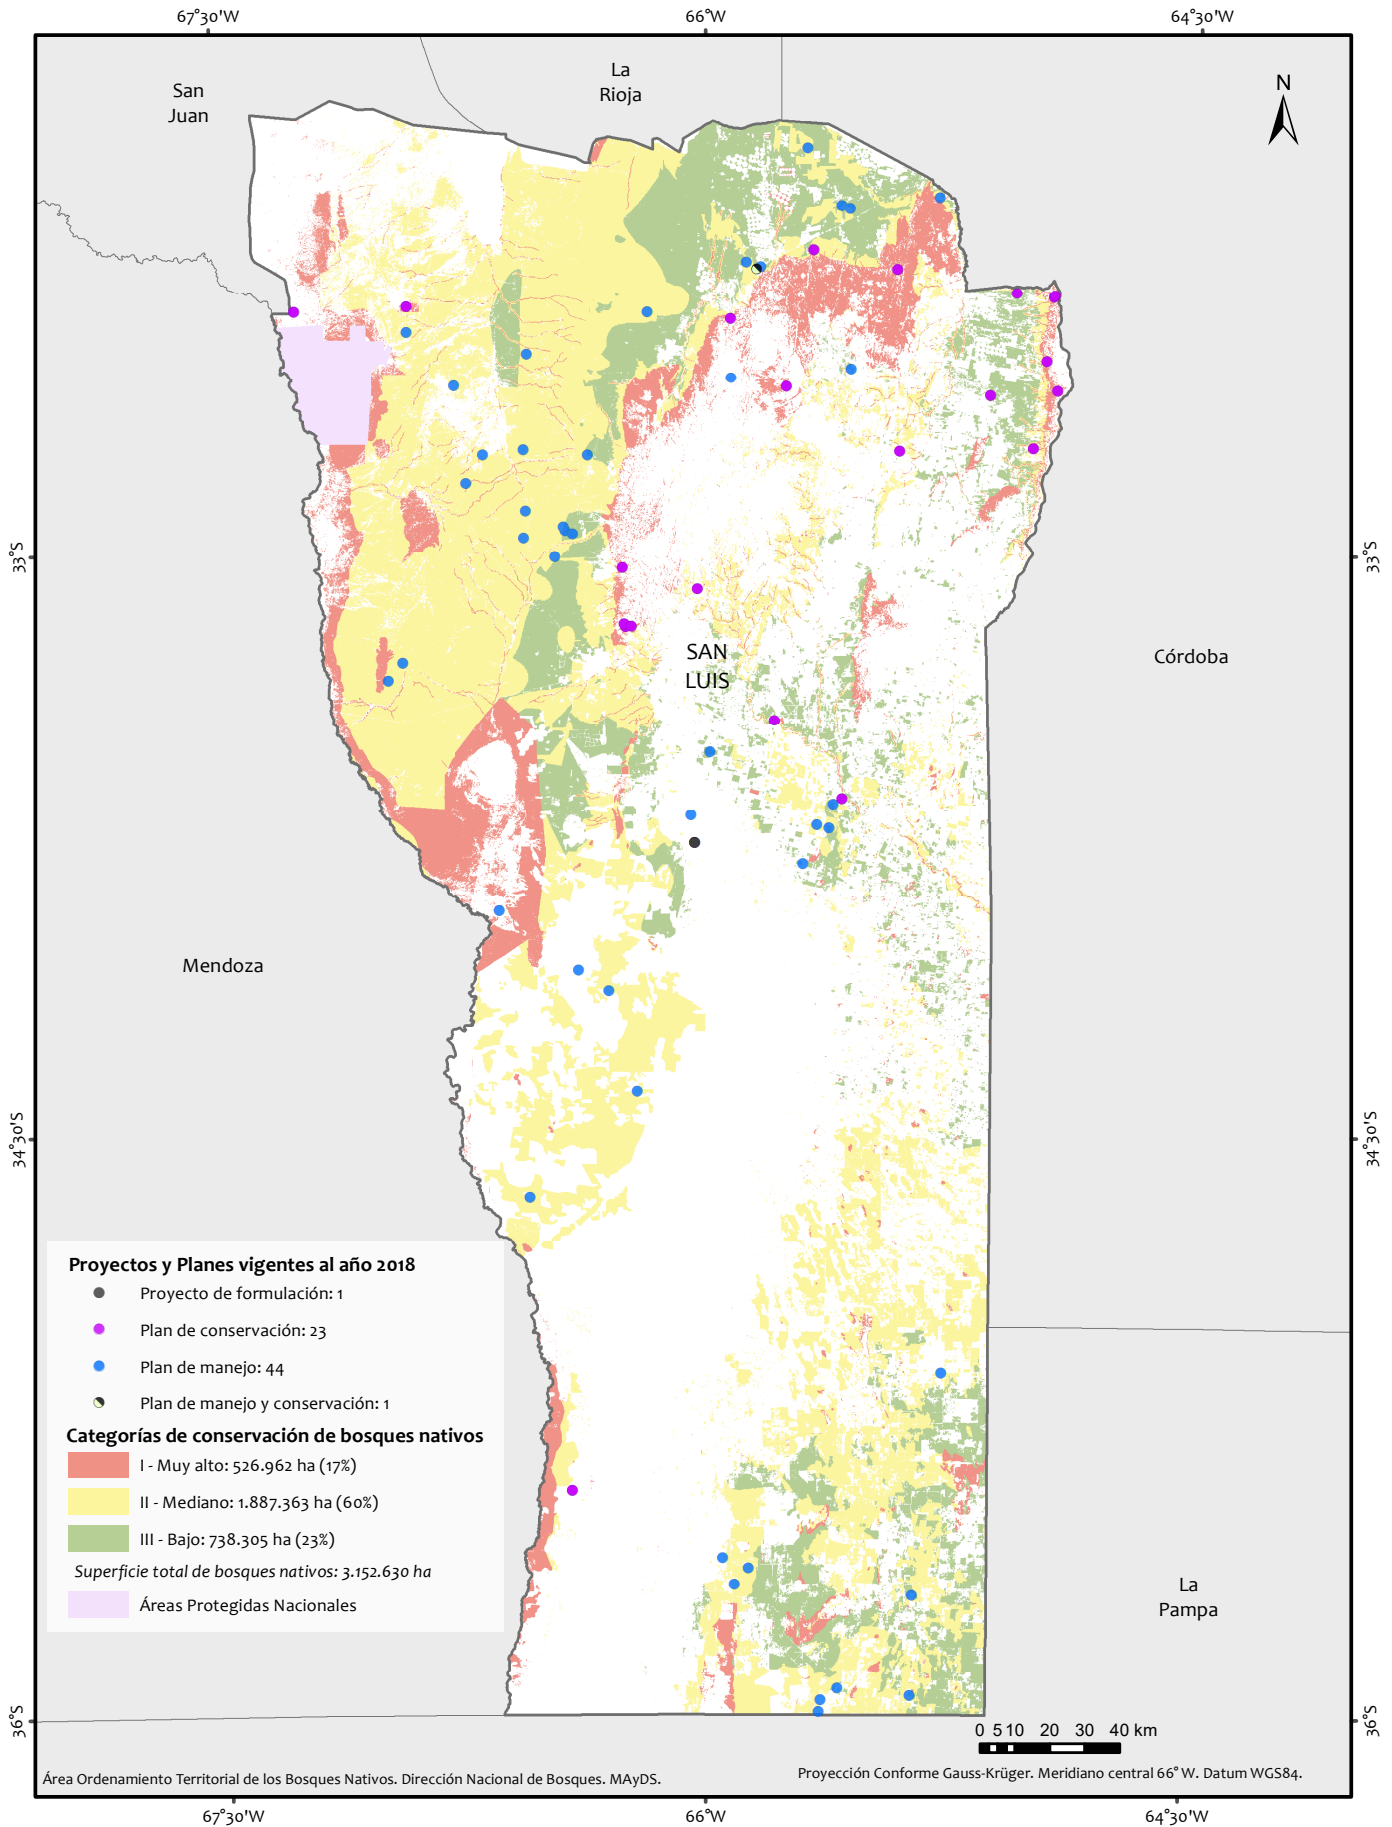 67°30'W
66°W
64°30'W
La
Rioja
San
Juan
N
33°S
33°S
SAN
LUIS
Córdoba
Mendoza
34°30'S
34°30'S
Proyectos y Planes vigentes al año 2018
Proyecto de formulación: 1
Plan de conservación: 23
Plan de manejo: 44
Plan de manejo y conservación: 1
Categorías de conservación de bosques nativos
I - Muy alto: 526.962 ha (17%)
II - Mediano: 1.887.363 ha (60%)
III - Bajo: 738.305 ha (23%)
Superficie total de bosques nativos: 3.152.630 ha
Áreas Protegidas Nacionales
La
Pampa
36°S
36°S
0 5 10 20 30 40 km
Área Ordenamiento Territorial de los Bosques Nativos. Dirección Nacional de Bosques. MAyDS.
Proyección Conforme Gauss-Krüger. Meridiano central 66° W. Datum WGS84.
67°30'W
66°W
64°30'W